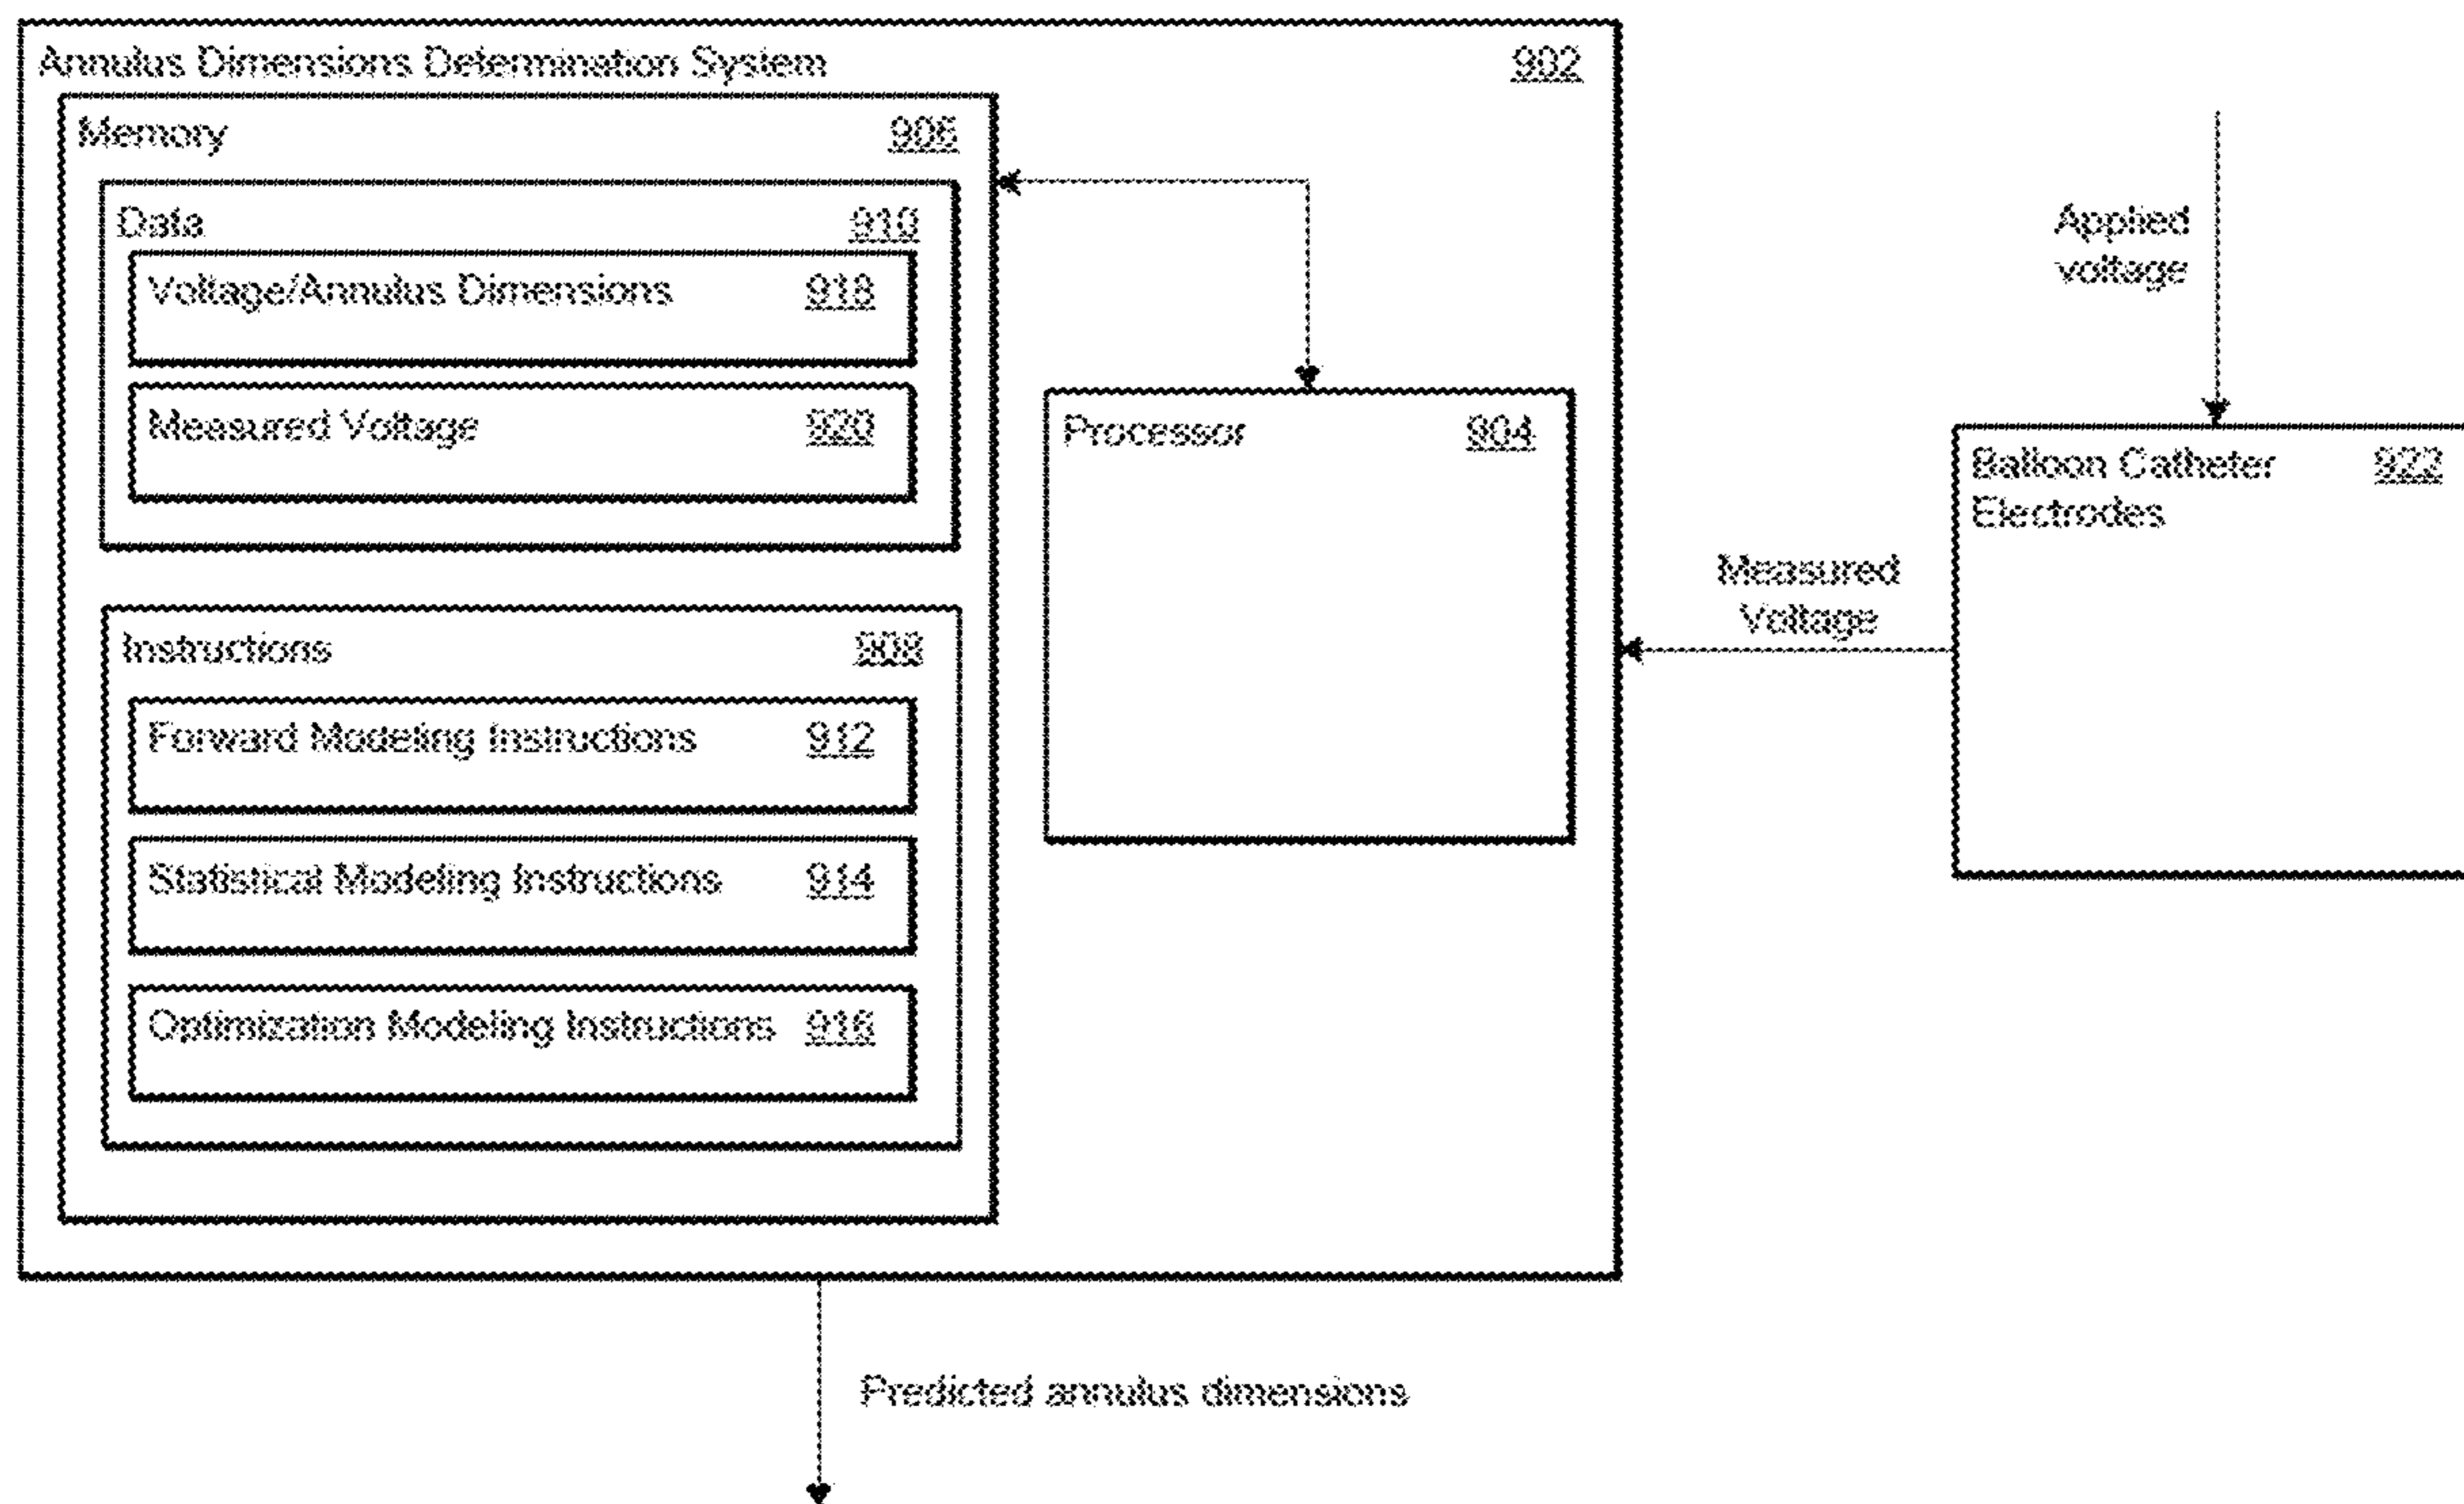 Annulus Dimensions Determination System 902
Memory 906
Data 910
Voltage/Annulus Dimensions 918
Measured Voltage 920
Instructions 908
Forward Modeling Instructions 912
Statistical Modeling Instructions 914
Optimization Modeling Instructions 916
Processor 904
Applied
voltage
Balloon Catheter 922
Electrodes
Measured
Voltage
Predicted annulus dimensions